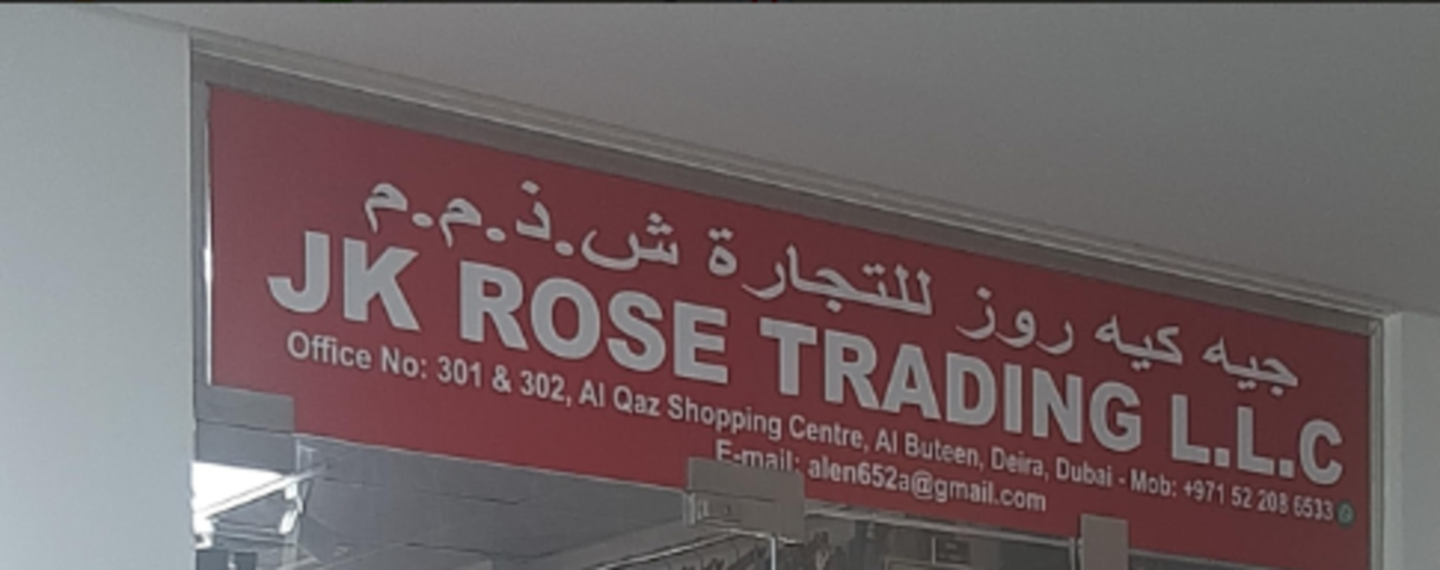 جيه كيه روز للتجارة ش.ذ.م.م
JK ROSE TRADING L.L.C
Office No: 301 & 302, Al Qaz Shopping Centre, Al Buteen, Deira, Dubai - Mob: +971 52 208 6533
E-mail: alen652a@gmail.com